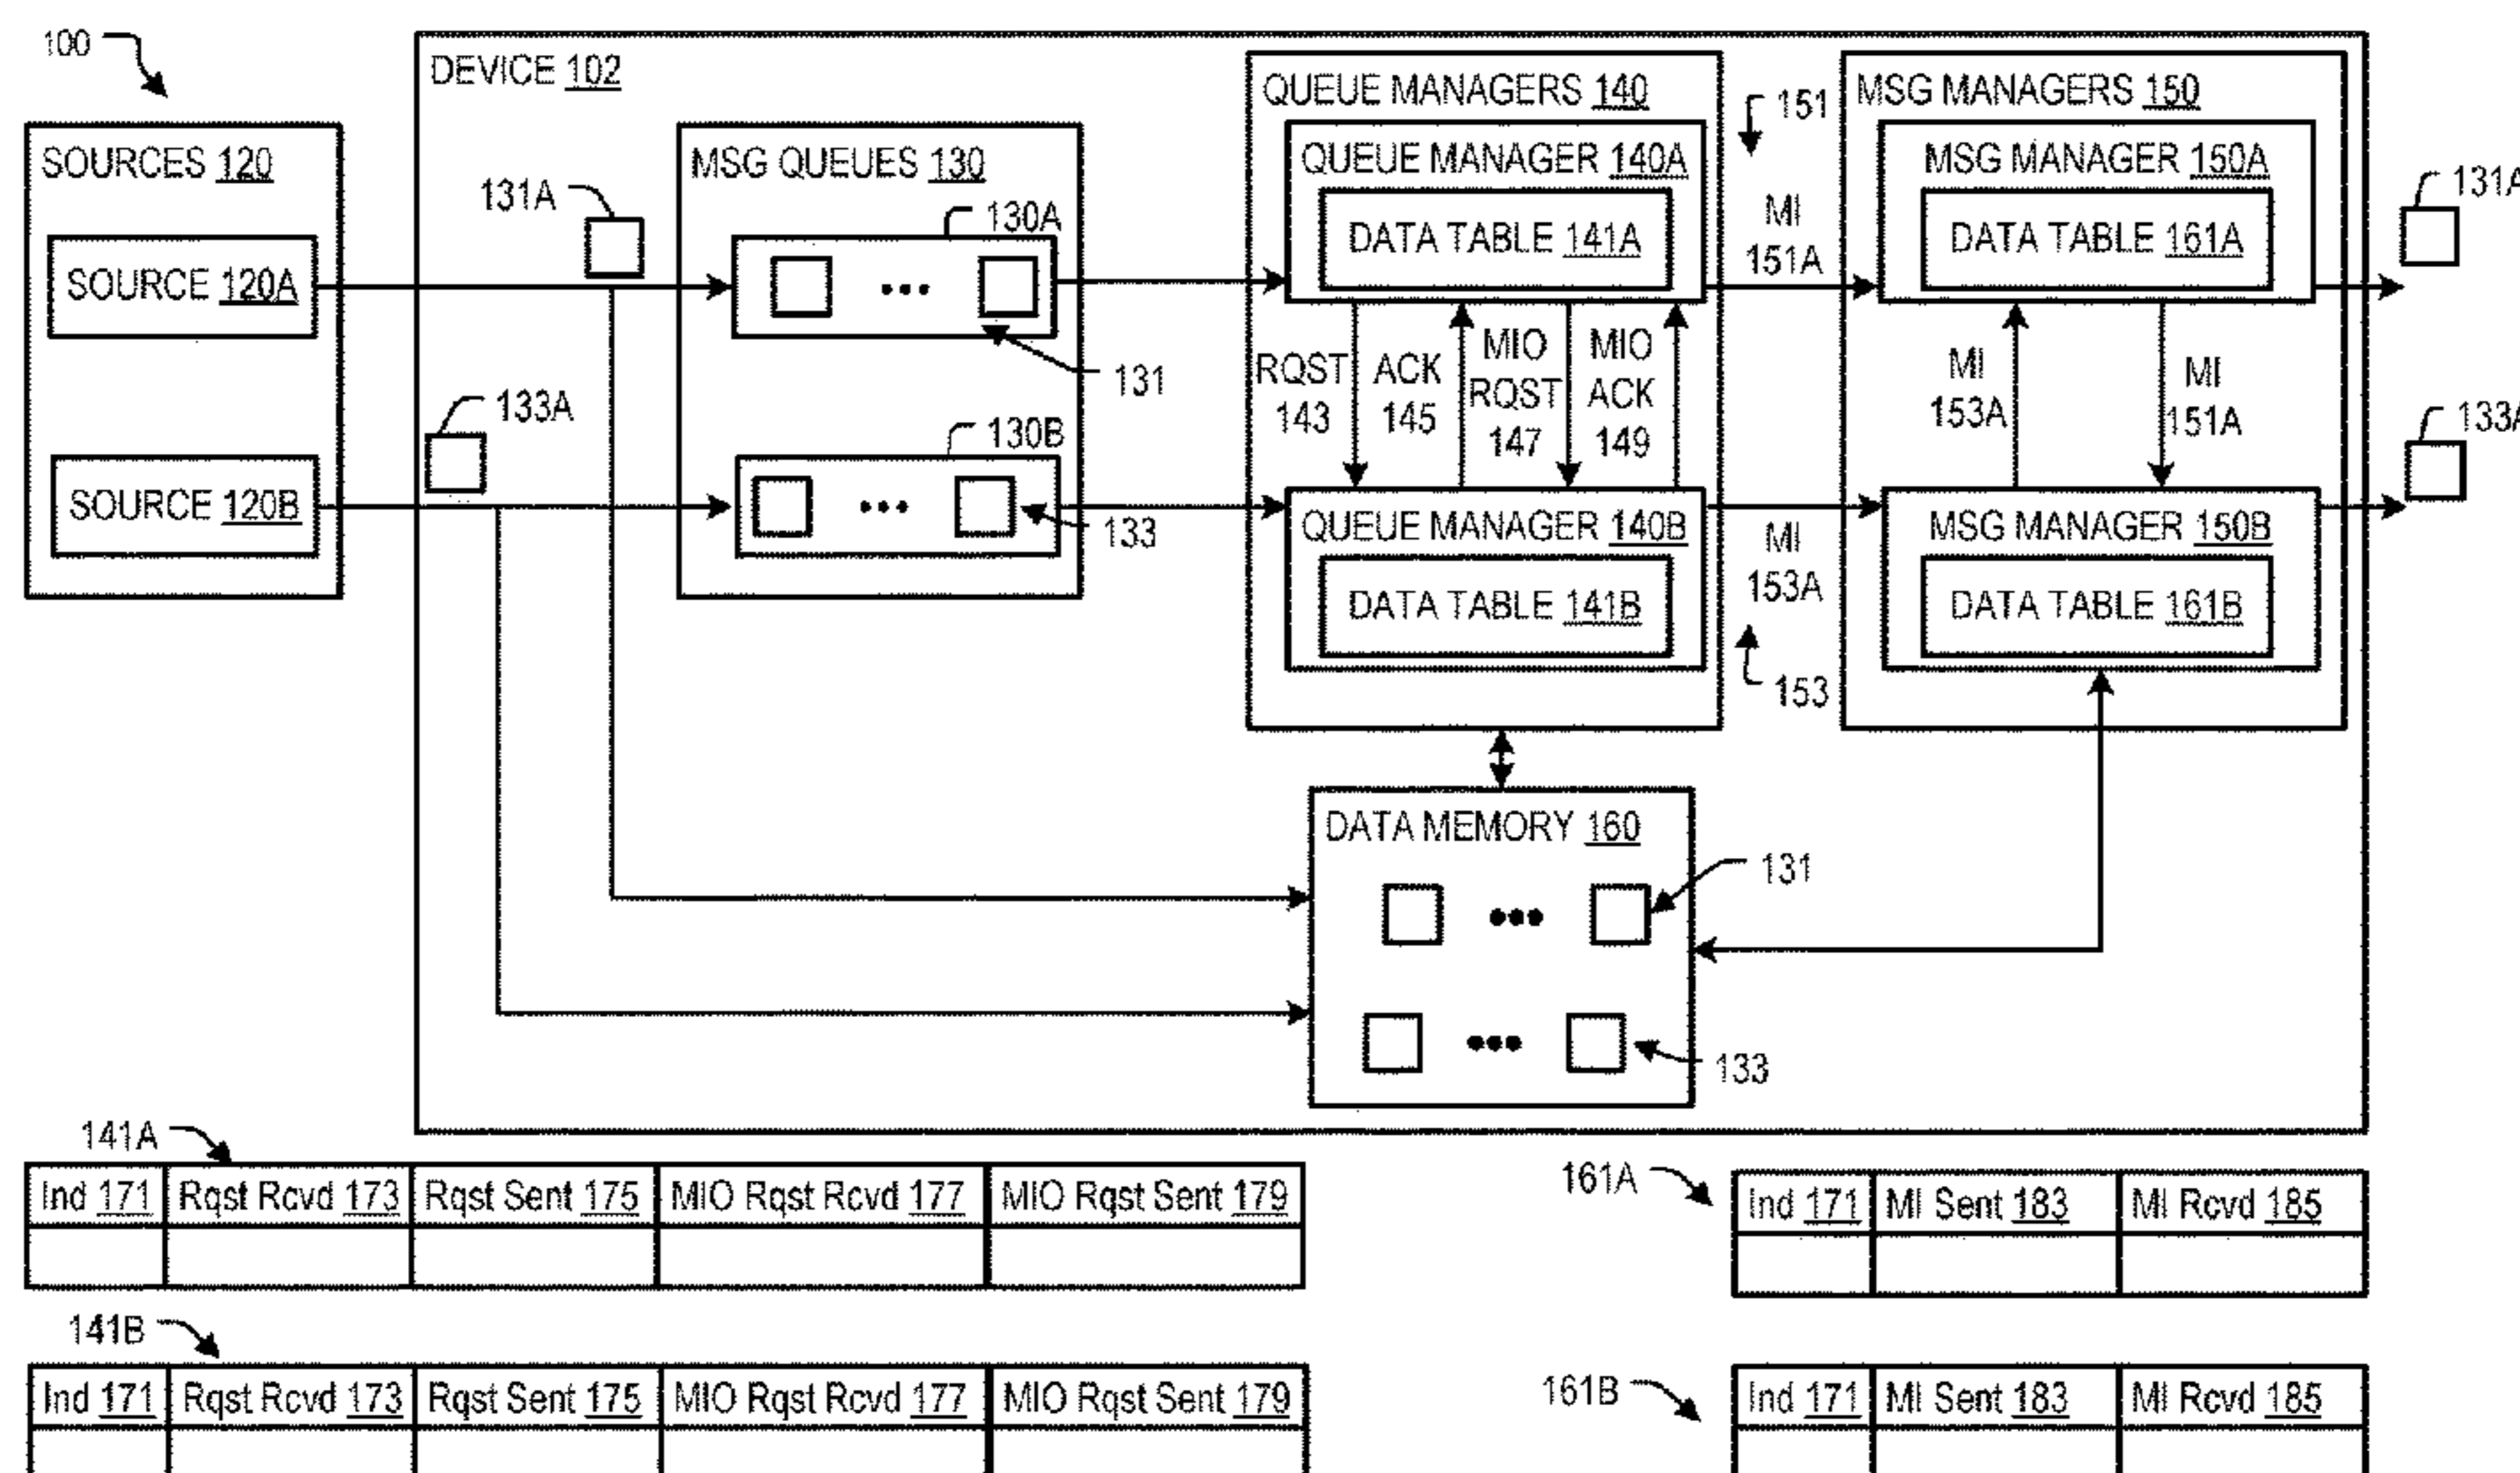 100
DEVICE 102
SOURCES 120
SOURCE 120A
SOURCE 120B
131A
133A
MSG QUEUES 130
130A
131
130B
133
QUEUE MANAGERS 140
QUEUE MANAGER 140A
DATA TABLE 141A
RQST
143
ACK
145
MIO
RQST
147
MIO
ACK
149
QUEUE MANAGER 140B
DATA TABLE 141B
151
MI
151A
MI
153A
153
MSG MANAGERS 150
MSG MANAGER 150A
DATA TABLE 161A
MI
153A
MI
151A
MSG MANAGER 150B
DATA TABLE 161B
131A
133A
DATA MEMORY 160
131
133
141A
Ind 171 Rqst Rcvd 173 Rqst Sent 175 MIO Rqst Rcvd 177 MIO Rqst Sent 179
161A
Ind 171 MI Sent 183 MI Rcvd 185
141B
Ind 171 Rqst Rcvd 173 Rqst Sent 175 MIO Rqst Rcvd 177 MIO Rqst Sent 179
161B
Ind 171 MI Sent 183 MI Rcvd 185